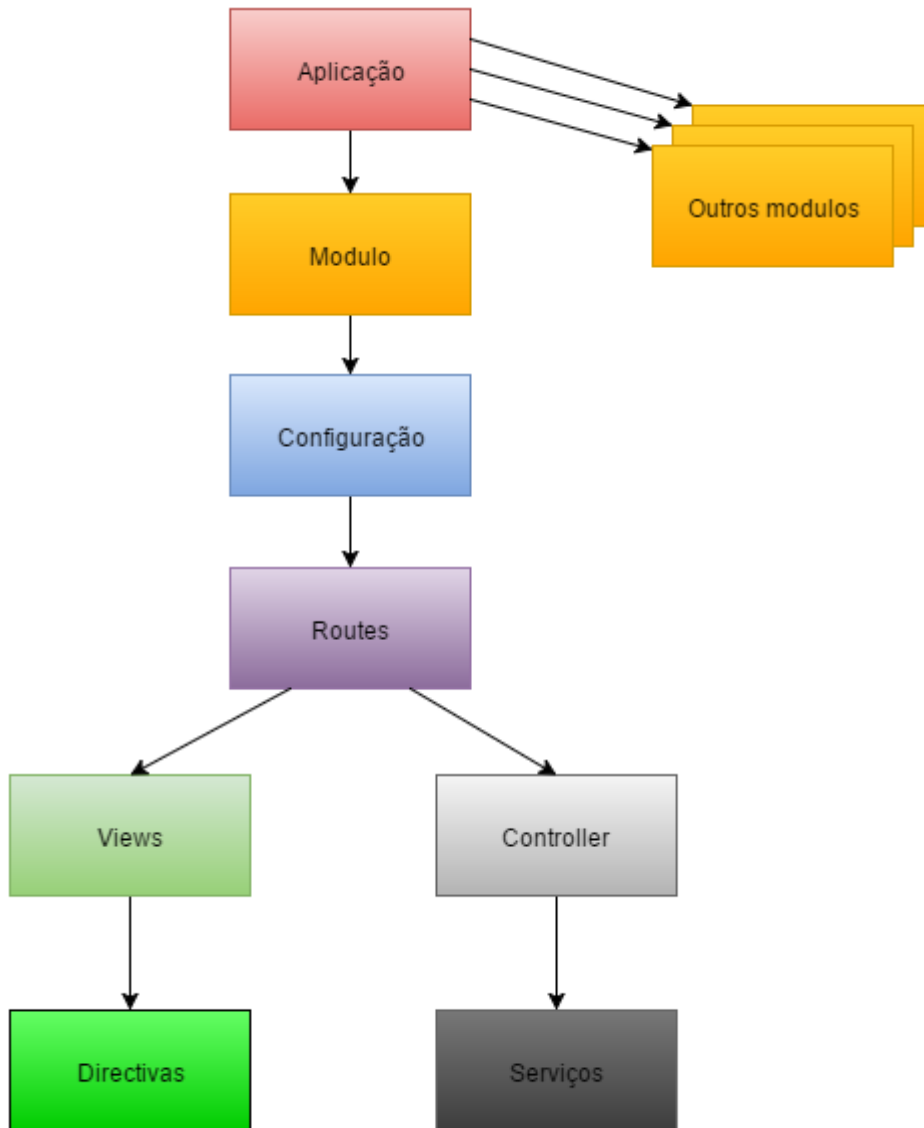 Aplicação
Outros modulos
Modulo
Configuração
Routes
Views
Controller
Directivas
Serviços